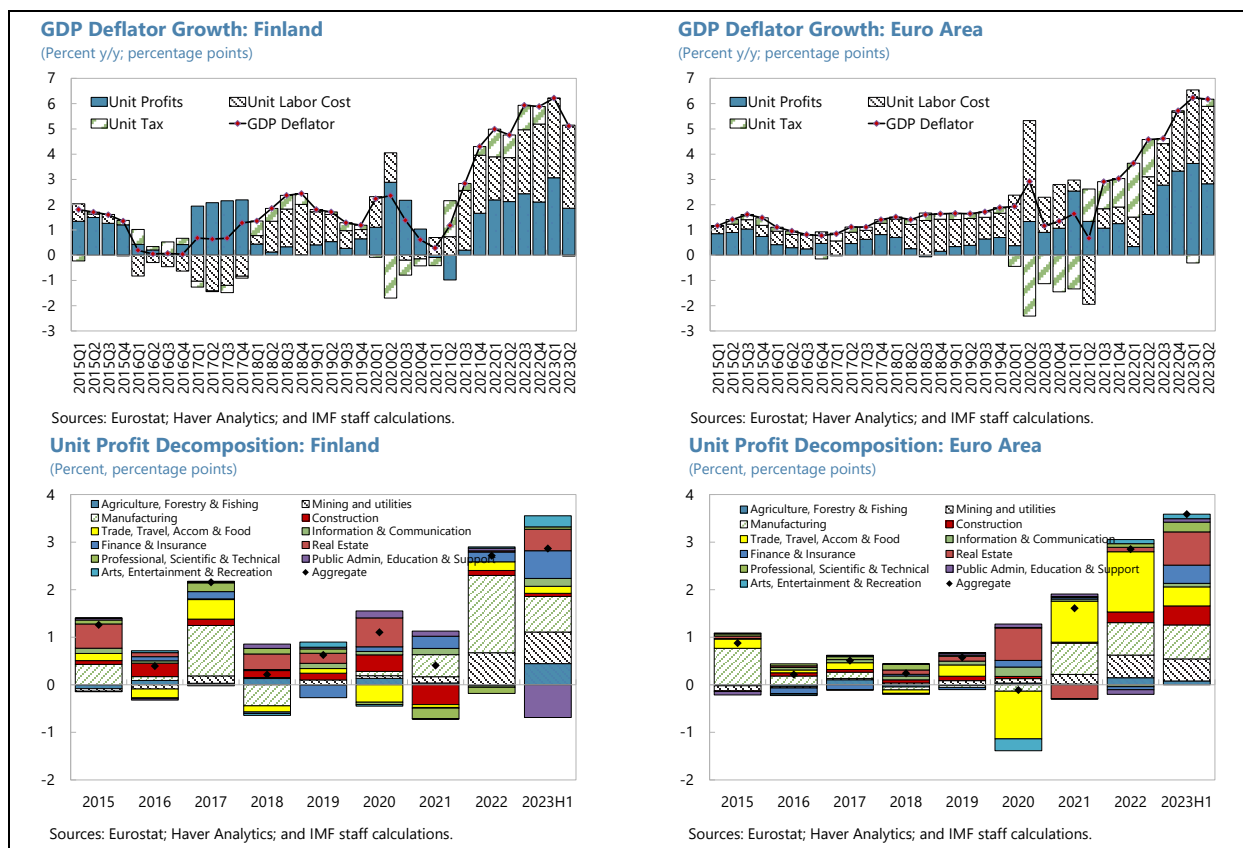 GDP Deflator Growth: Finland
(Percent y/y; percentage points)
7
6
5
4
3
2
1
0
-1
-2
-3
Unit Profits
Unit Labor Cost
Unit Tax
GDP Deflator
2015Q1
2015Q2
2015Q3
2015Q4
2016Q1
2016Q2
2016Q3
2016Q4
2017Q1
2017Q2
2017Q3
2017Q4
2018Q1
2018Q2
2018Q3
2018Q4
2019Q1
2019Q2
2019Q3
2019Q4
2020Q1
2020Q2
2020Q3
2020Q4
2021Q1
2021Q2
2021Q3
2021Q4
2022Q1
2022Q2
2022Q3
2022Q4
2023Q1
2023Q2
Sources: Eurostat; Haver Analytics; and IMF staff calculations.
GDP Deflator Growth: Euro Area
(Percent y/y; percentage points)
7
6
5
4
3
2
1
0
-1
-2
-3
Unit Profits
Unit Labor Cost
Unit Tax
GDP Deflator
2015Q1
2015Q2
2015Q3
2015Q4
2016Q1
2016Q2
2016Q3
2016Q4
2017Q1
2017Q2
2017Q3
2017Q4
2018Q1
2018Q2
2018Q3
2018Q4
2019Q1
2019Q2
2019Q3
2019Q4
2020Q1
2020Q2
2020Q3
2020Q4
2021Q1
2021Q2
2021Q3
2021Q4
2022Q1
2022Q2
2022Q3
2022Q4
2023Q1
2023Q2
Sources: Eurostat; Haver Analytics; and IMF staff calculations.
Unit Profit Decomposition: Finland
(Percent, percentage points)
4
3
2
1
0
-1
-2
Agriculture, Forestry & Fishing
Mining and utilities
Manufacturing
Construction
Trade, Travel, Accom & Food
Information & Communication
Finance & Insurance
Real Estate
Professional, Scientific & Technical
Public Admin, Education & Support
Arts, Entertainment & Recreation
Aggregate
2015
2016
2017
2018
2019
2020
2021
2022
2023H1
Sources: Eurostat; Haver Analytics; and IMF staff calculations.
Unit Profit Decomposition: Euro Area
(Percent, percentage points)
4
3
2
1
0
-1
-2
Agriculture, Forestry & Fishing
Mining and utilities
Manufacturing
Construction
Trade, Travel, Accom & Food
Information & Communication
Finance & Insurance
Real Estate
Professional, Scientific & Technical
Public Admin, Education & Support
Arts, Entertainment & Recreation
Aggregate
2015
2016
2017
2018
2019
2020
2021
2022
2023H1
Sources: Eurostat; Haver Analytics; and IMF staff calculations.